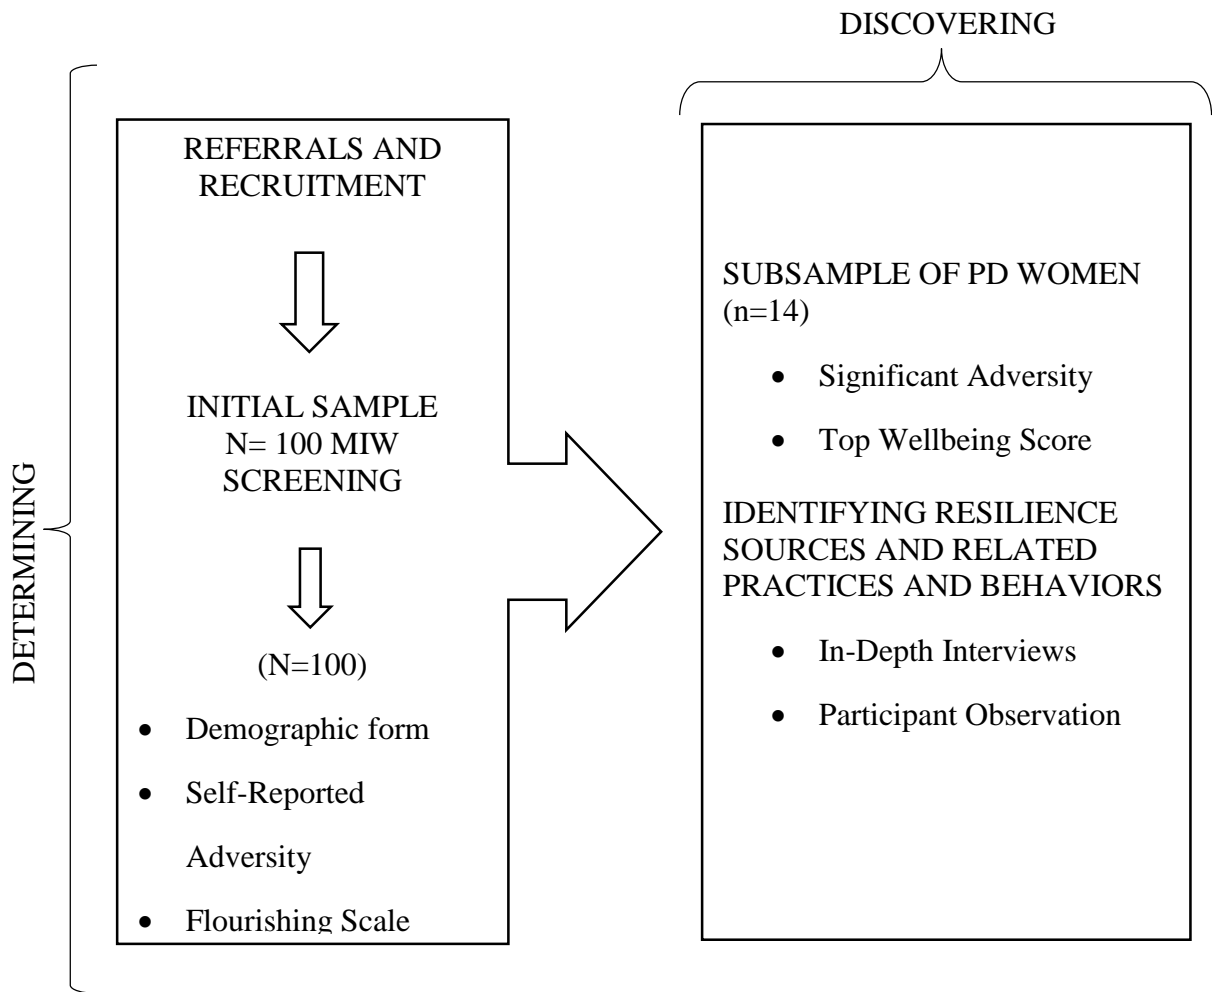 DISCOVERING
DETERMINING
REFERRALS AND
RECRUITMENT
INITIAL SAMPLE
N= 100 MIW
SCREENING
(N=100)
• Demographic form
• Self-Reported
Adversity
• Flourishing Scale
SUBSAMPLE OF PD WOMEN
(n=14)
• Significant Adversity
• Top Wellbeing Score
IDENTIFYING RESILIENCE
SOURCES AND RELATED
PRACTICES AND BEHAVIORS
• In-Depth Interviews
• Participant Observation